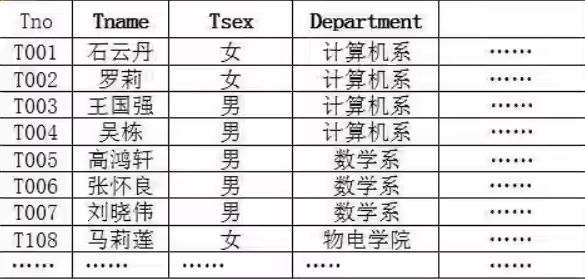 Tno Tname Tsex Department
T001 石云丹 女 计算机系 ……
T002 罗莉 女 计算机系 ……
T003 王国强 男 计算机系 ……
T004 吴栋 男 计算机系 ……
T005 高鸿轩 男 数学系 ……
T006 张怀良 男 数学系 ……
T007 刘晓伟 男 数学系 ……
T108 马莉莲 女 物电学院 ……
…… …… …… ….. ……